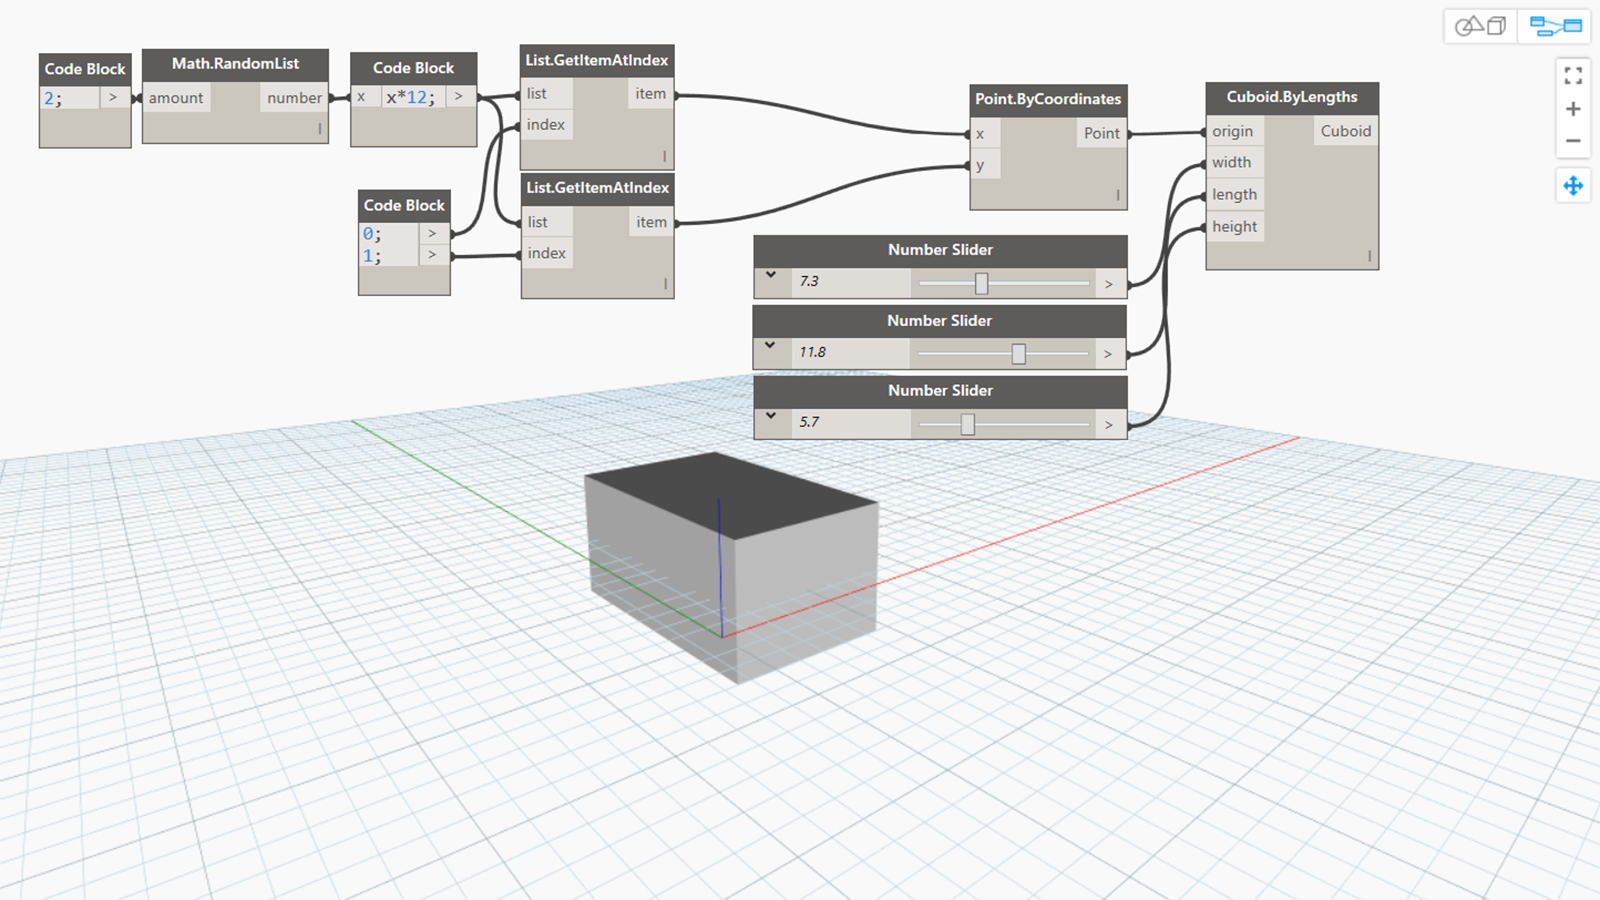 Code Block
2; >
Math.RandomList
amount number
Code Block
x x*12; >
List.GetItemAtIndex
list item
index
Code Block
0; >
1; >
List.GetItemAtIndex
list item
index
Point.ByCoordinates
x Point
y
Cuboid.ByLengths
origin Cuboid
width
length
height
Number Slider
7.3 >
Number Slider
11.8 >
Number Slider
5.7 >